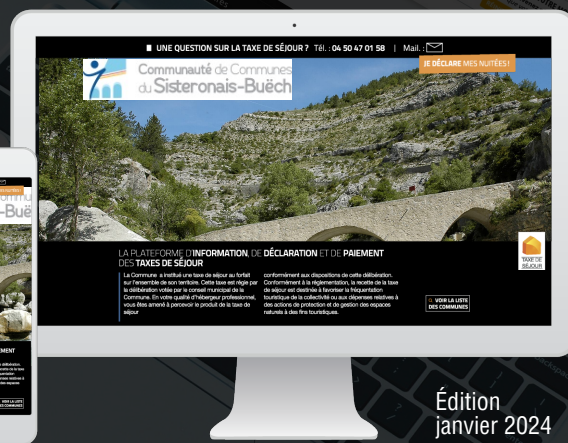 UNE QUESTION SUR LA TAXE DE SÉJOUR ? Tél. : 04 50 47 01 58 | Mail. :
JE DÉCLARE MES NUITÉES !
Communauté de Communes
du Sisteronais-Buëch
LA PLATEFORME D'INFORMATION, DE DÉCLARATION ET DE PAIEMENT
DES TAXES DE SÉJOUR
La Commune a institué une taxe de séjour au forfait
sur l'ensemble de son territoire. Cette taxe est régie par
la délibération votée par le conseil municipal de la
Commune. En votre qualité d'hébergeur professionnel,
vous êtes amené à percevoir le produit de la taxe de
séjour
conformément aux dispositions de cette délibération.
Conformément à la réglementation, la recette de la taxe
de séjour est destinée à favoriser la fréquentation
touristique de la collectivité ou aux dépenses relatives à
des actions de protection et de gestion des espaces
naturels à des fins touristiques.
TAXE DE
SÉJOUR
VOIR LA LISTE
DES COMMUNES
-Buë
VOIR LA LISTE
DES COMMUNES
Édition
janvier 2024